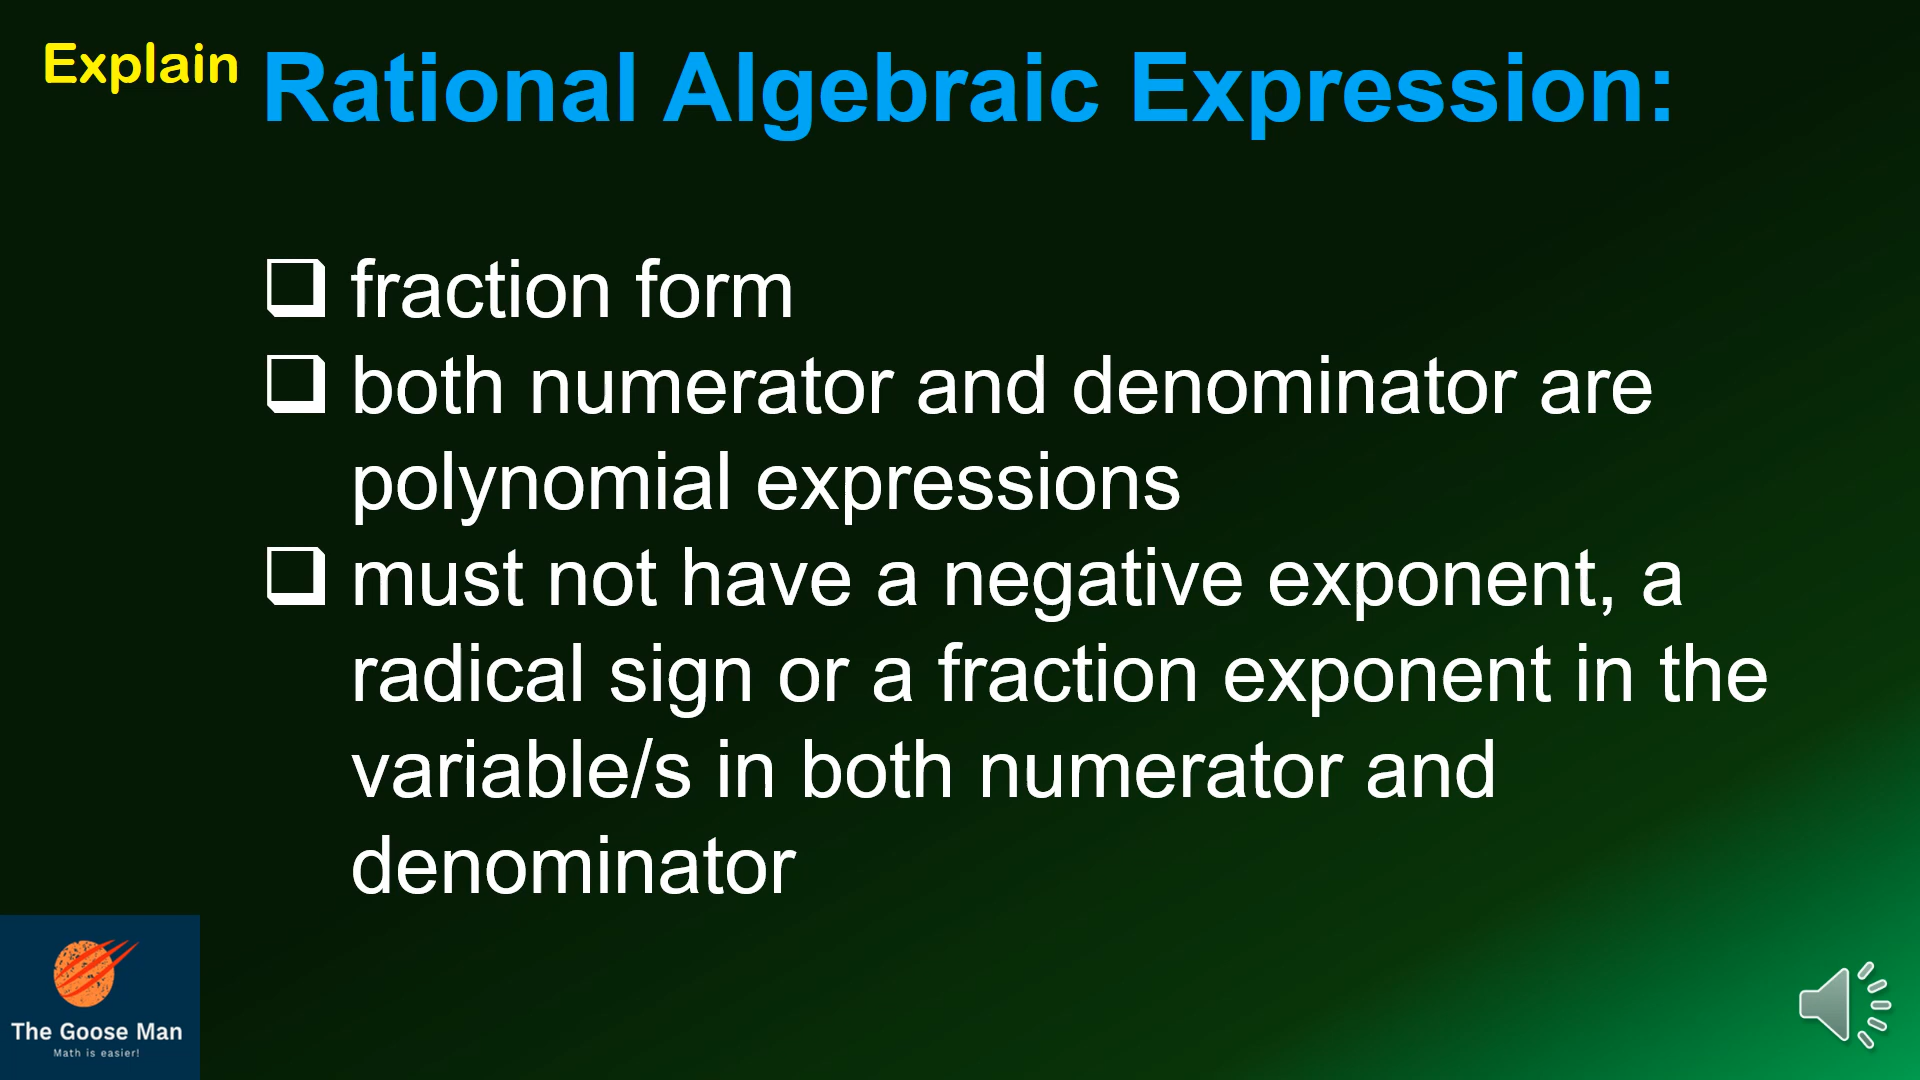 Explain
Rational Algebraic Expression:
❑ fraction form
❑ both numerator and denominator are
polynomial expressions
❑ must not have a negative exponent, a
radical sign or a fraction exponent in the
variable/s in both numerator and
denominator
The Goose Man
Math is easier!